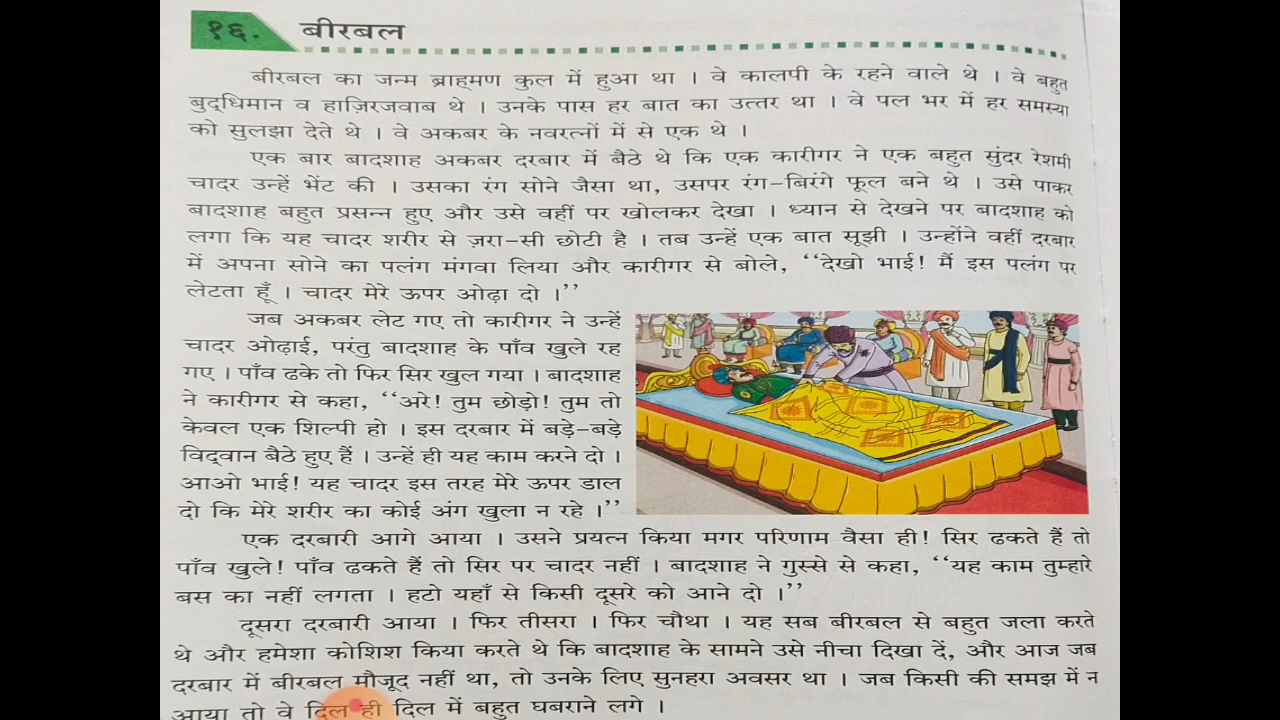 १६. बीरबल
बीरबल का जन्म ब्राह्मण कुल में हुआ था । वे कालपी के रहने वाले थे । वे बहुत
बुद्धिमान व हाज़िरजवाब थे । उनके पास हर बात का उत्तर था । वे पल भर में हर समस्या
को सुलझा देते थे । वे अकबर के नवरत्नों में से एक थे ।
एक बार बादशाह अकबर दरबार में बैठे थे कि एक कारीगर ने एक बहुत सुंदर रेशमी
चादर उन्हें भेंट की । उसका रंग सोने जैसा था, उसपर रंग-बिरंगे फूल बने थे । उसे पाकर
बादशाह बहुत प्रसन्न हुए और उसे वहीं पर खोलकर देखा । ध्यान से देखने पर बादशाह को
लगा कि यह चादर शरीर से ज़रा-सी छोटी है । तब उन्हें एक बात सूझी । उन्होंने वहीं दरबार
में अपना सोने का पलंग मंगवा लिया और कारीगर से बोले, ‘‘देखो भाई! मैं इस पलंग पर
लेटता हूँ । चादर मेरे ऊपर ओढ़ा दो ।’’
जब अकबर लेट गए तो कारीगर ने उन्हें
चादर ओढ़ाई, परंतु बादशाह के पाँव खुले रह
गए । पाँव ढके तो फिर सिर खुल गया । बादशाह
ने कारीगर से कहा, ‘‘अरे! तुम छोड़ो! तुम तो
केवल एक शिल्पी हो । इस दरबार में बड़े-बड़े
विद्वान बैठे हुए हैं । उन्हें ही यह काम करने दो ।
आओ भाई! यह चादर इस तरह मेरे ऊपर डाल
दो कि मेरे शरीर का कोई अंग खुला न रहे ।’’
एक दरबारी आगे आया । उसने प्रयत्न किया मगर परिणाम वैसा ही! सिर ढकते हैं तो
पाँव खुले! पाँव ढकते हैं तो सिर पर चादर नहीं । बादशाह ने गुस्से से कहा, ‘‘यह काम तुम्हारे
बस का नहीं लगता । हटो यहाँ से किसी दूसरे को आने दो ।’’
दूसरा दरबारी आया । फिर तीसरा । फिर चौथा । यह सब बीरबल से बहुत जला करते
थे और हमेशा कोशिश किया करते थे कि बादशाह के सामने उसे नीचा दिखा दें, और आज जब
दरबार में बीरबल मौजूद नहीं था, तो उनके लिए सुनहरा अवसर था । जब किसी की समझ में न
आया तो वे दिल ही दिल में बहुत घबराने लगे ।